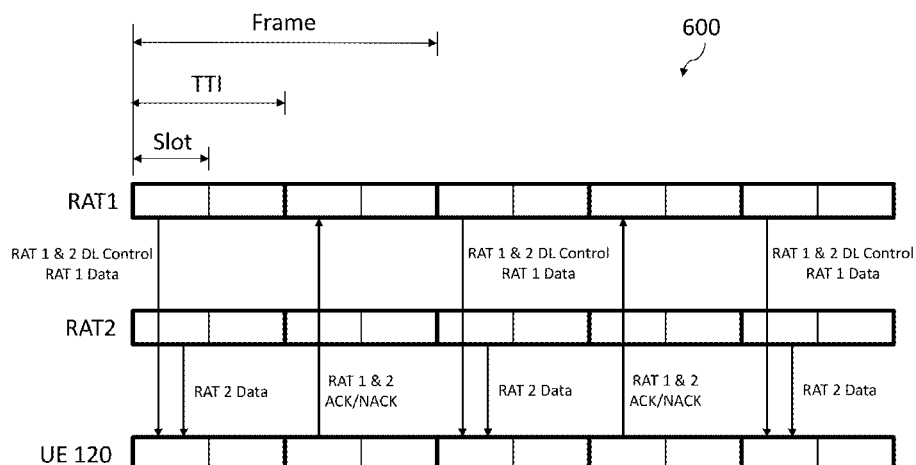 Frame
600
TTI
Slot
RAT1
RAT 1 & 2 DL Control
RAT 1 Data
RAT 1 & 2 DL Control
RAT 1 Data
RAT 1 & 2 DL Control
RAT 1 Data
RAT2
RAT 2 Data
RAT 1 & 2
ACK/NACK
RAT 2 Data
RAT 1 & 2
ACK/NACK
RAT 2 Data
UE 120